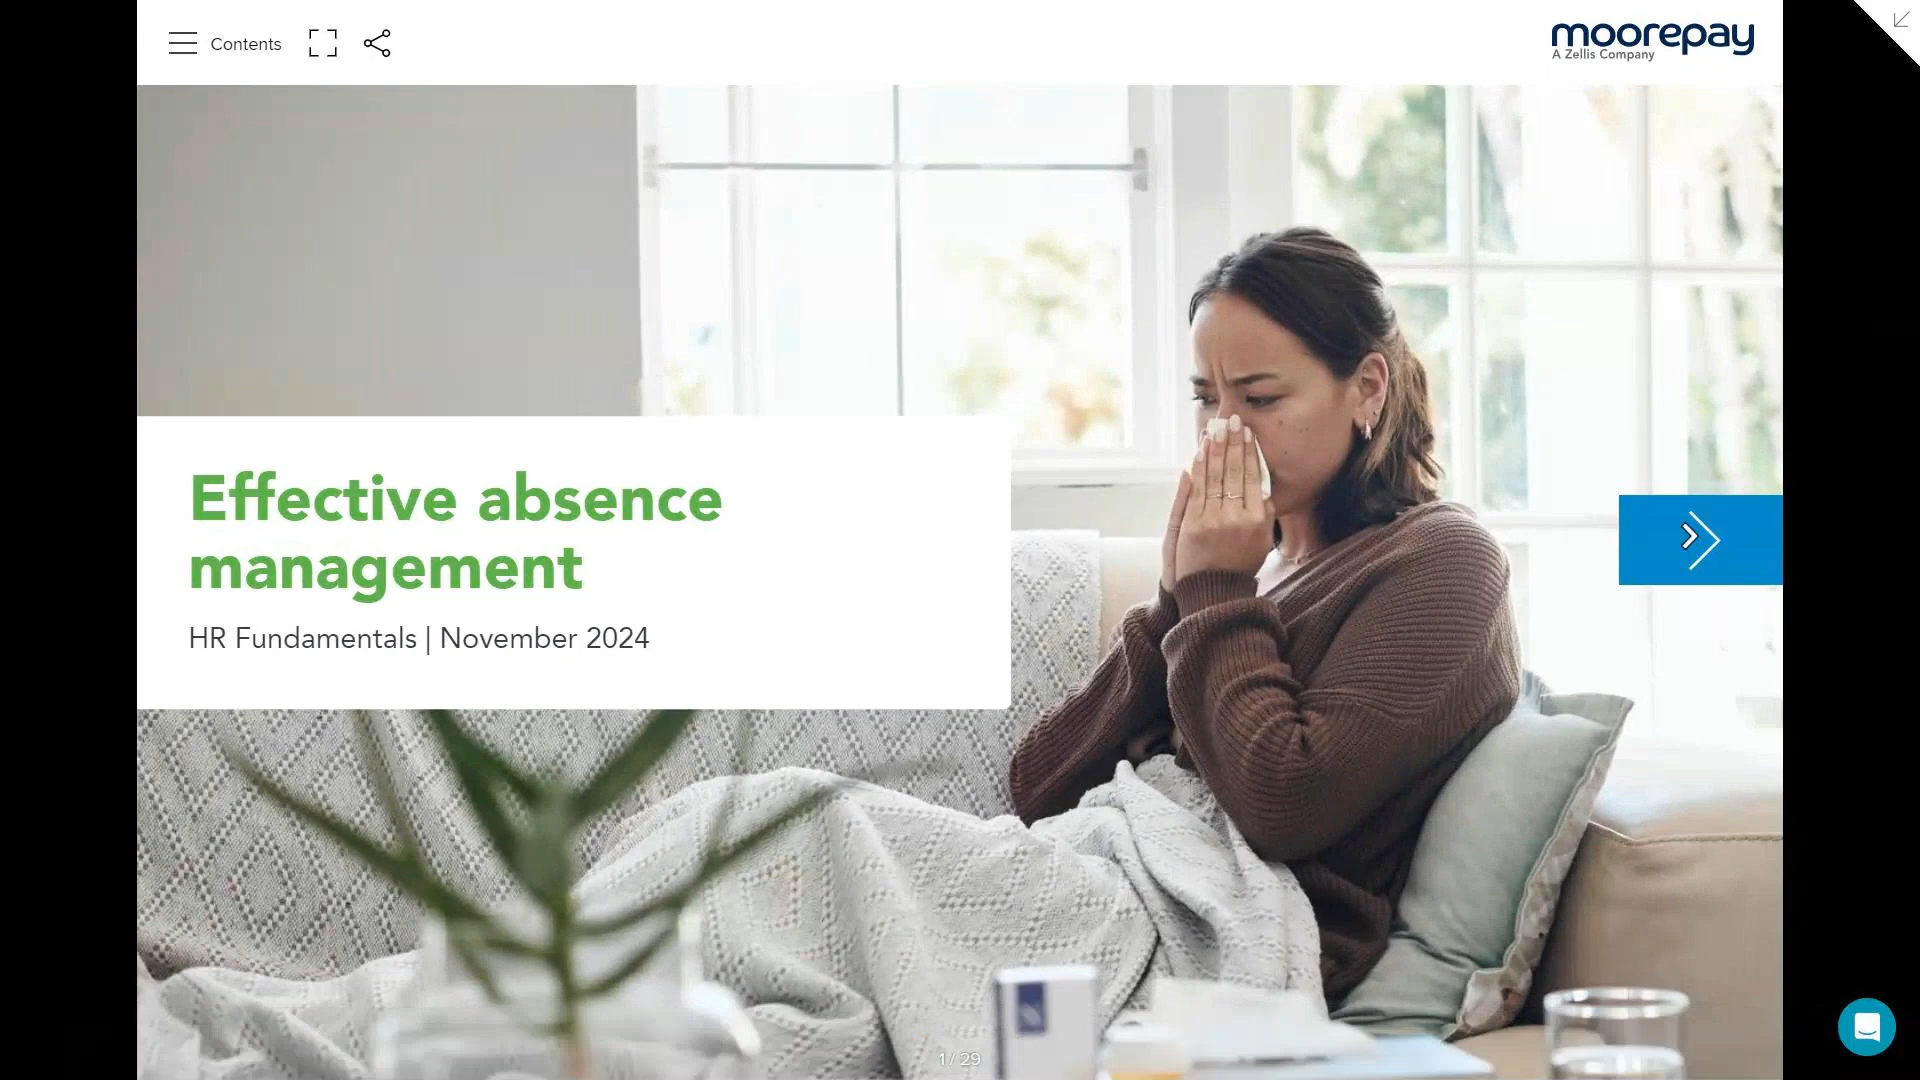 Contents
moorepay
A Zellis Company
Effective absence
management
HR Fundamentals | November 2024
1 / 29